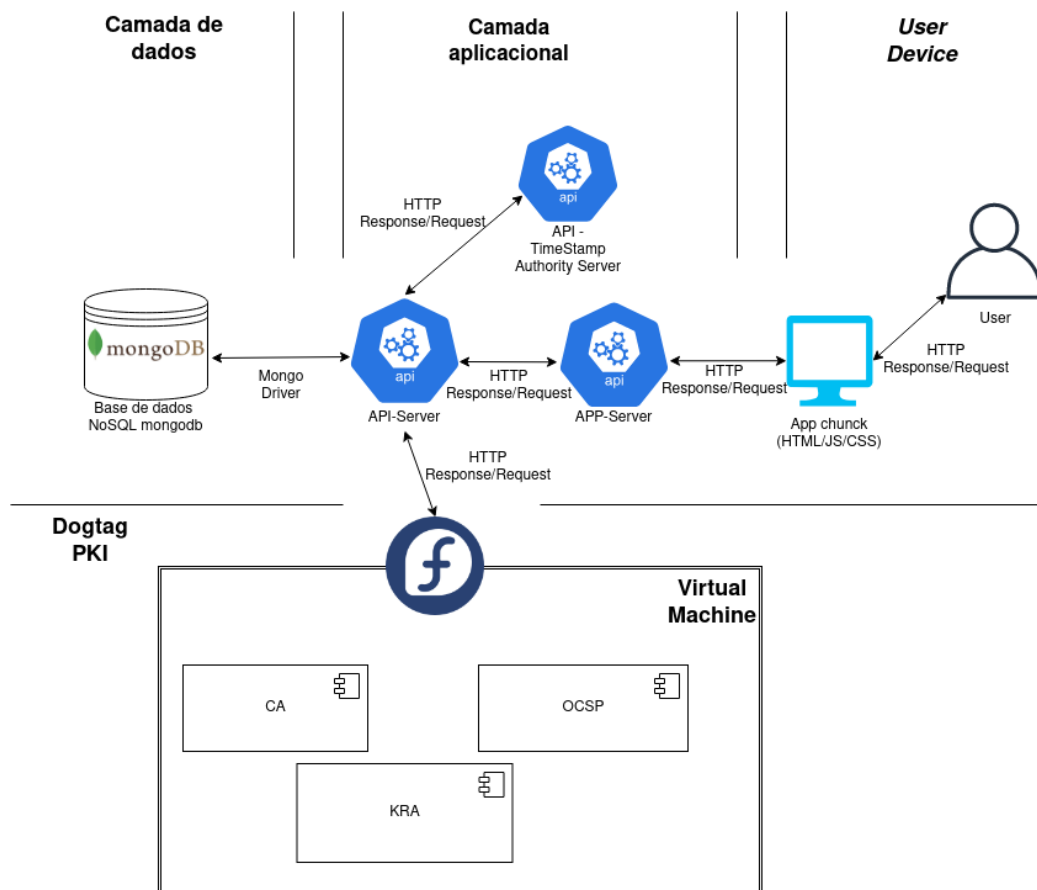 Camada de
dados
Camada
aplicacional
User
Device
api
API -
TimeStamp
Authority Server
HTTP
Response/Request
mongoDB
Base de dados
NoSQL mongodb
Mongo
Driver
api
API-Server
HTTP
Response/Request
api
APP-Server
HTTP
Response/Request
App chunck
(HTML/JS/CSS)
HTTP
Response/Request
User
HTTP
Response/Request
Dogtag
PKI
Virtual
Machine
CA
OCSP
KRA